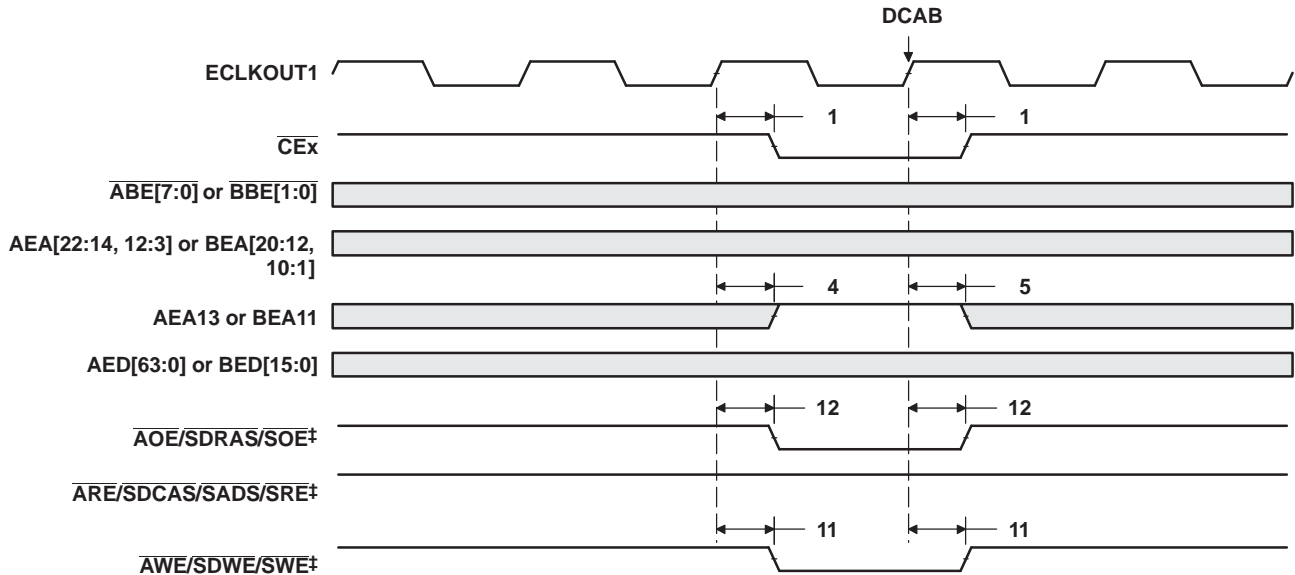 DCAB
ECLKOUT1
1 1
CEx
ABE[7:0] or BBE[1:0]
AEA[22:14, 12:3] or BEA[20:12,
10:1]
4 5
AEA13 or BEA11
AED[63:0] or BED[15:0]
12 12
AOE/SDRAS/SOE‡
ARE/SDCAS/SADS/SRE‡
11 11
AWE/SDWE/SWE‡